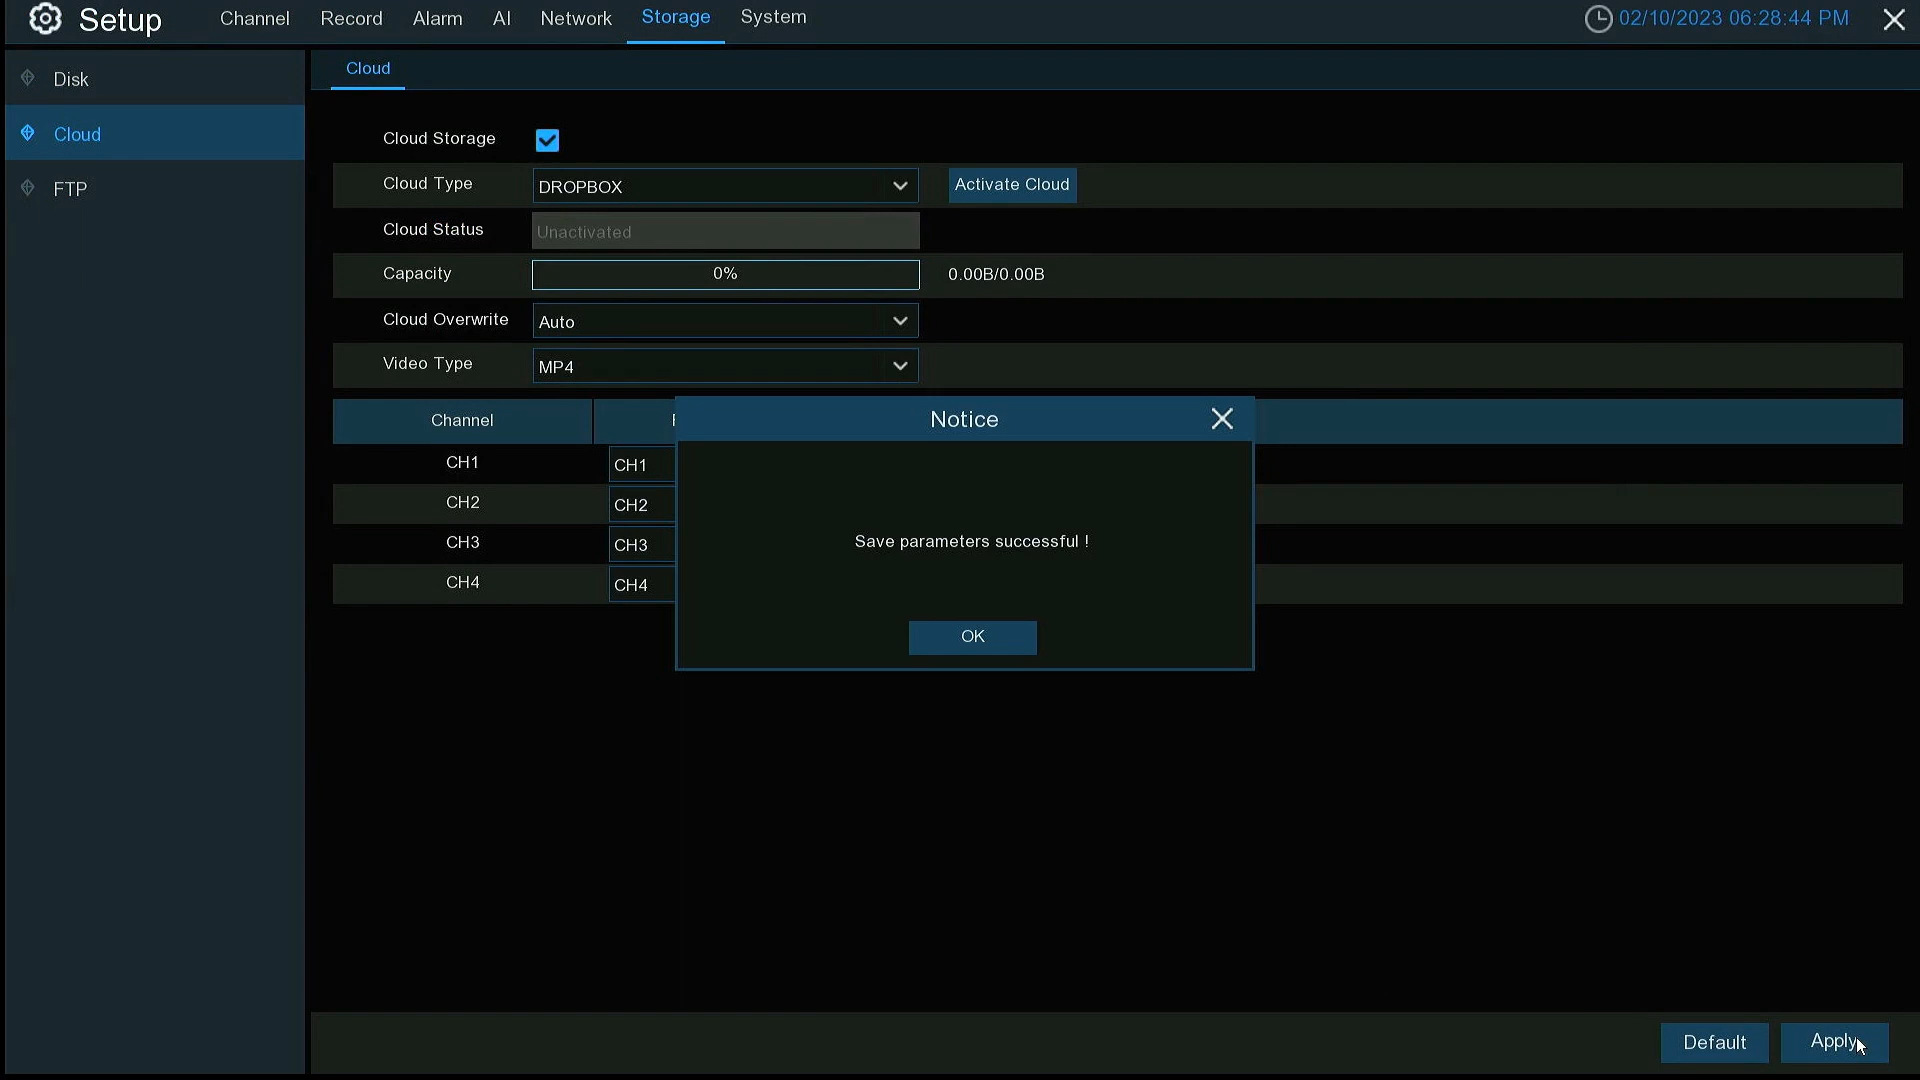 Setup
Channel Record Alarm AI Network Storage System
02/10/2023 06:28:44 PM
Disk
Cloud
FTP
Cloud
Cloud Storage
Cloud Type DROPBOX Activate Cloud
Cloud Status Unactivated
Capacity 0% 0.00B/0.00B
Cloud Overwrite Auto
Video Type MP4
Channel
CH1 CH1
CH2 CH2
CH3 CH3
CH4 CH4
Notice
Save parameters successful !
OK
Default Apply